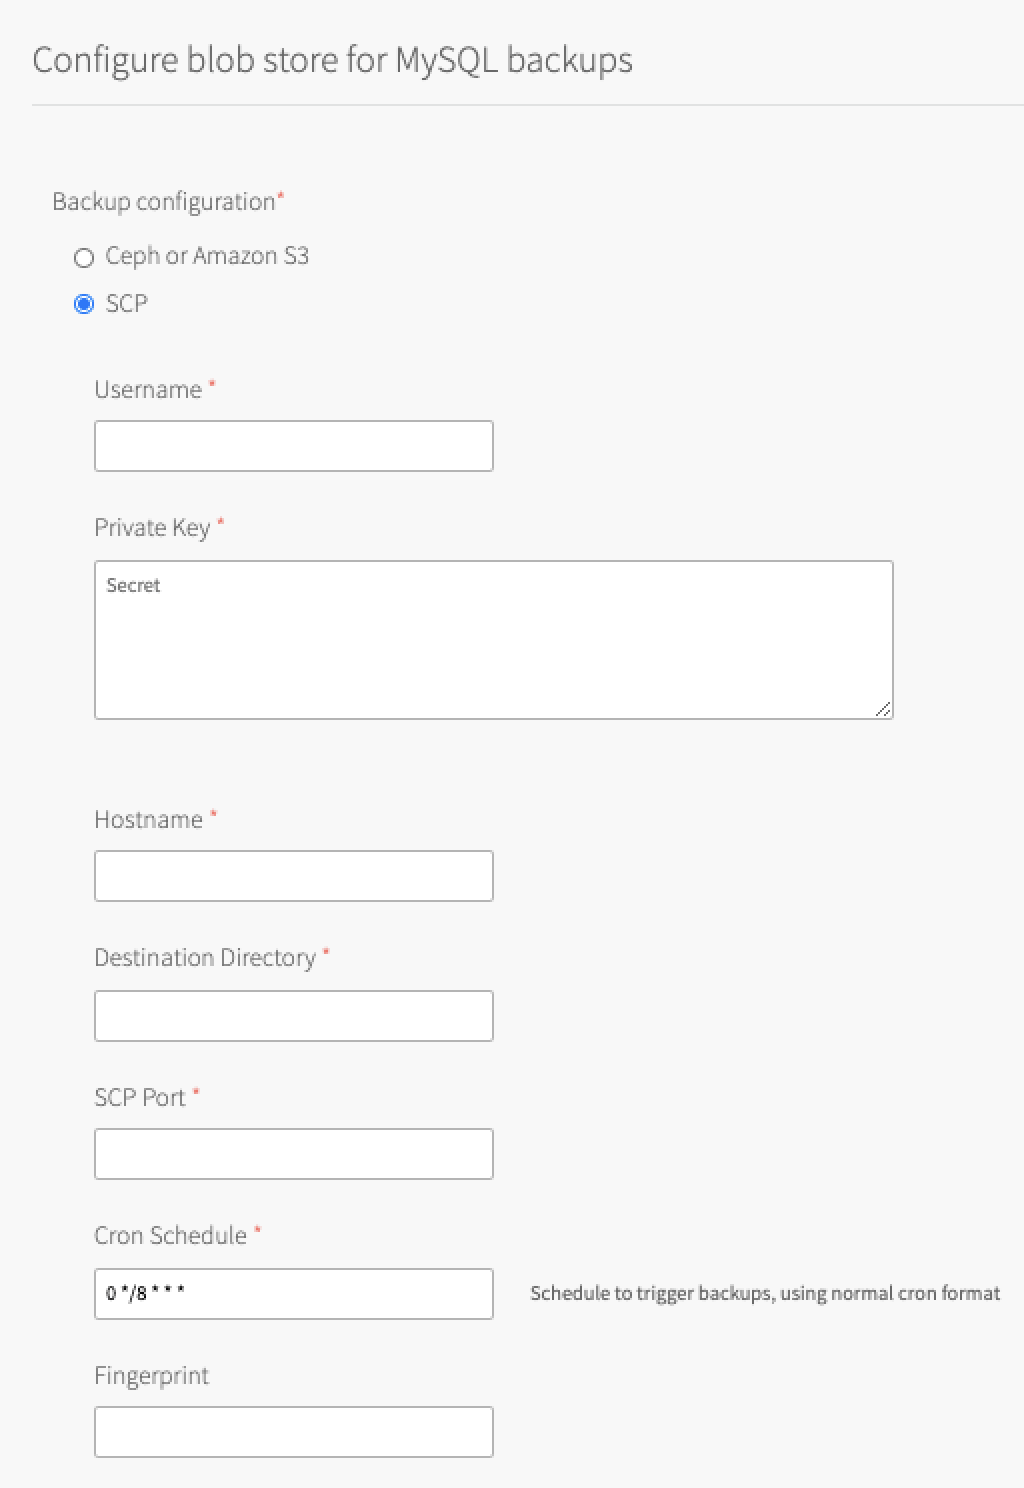 Configure blob store for MySQL backups
Backup configuration*
Ceph or Amazon S3
SCP
Username *
Private Key *
Secret
Hostname *
Destination Directory *
SCP Port *
Cron Schedule *
0 */8 * * *
Schedule to trigger backups, using normal cron format
Fingerprint